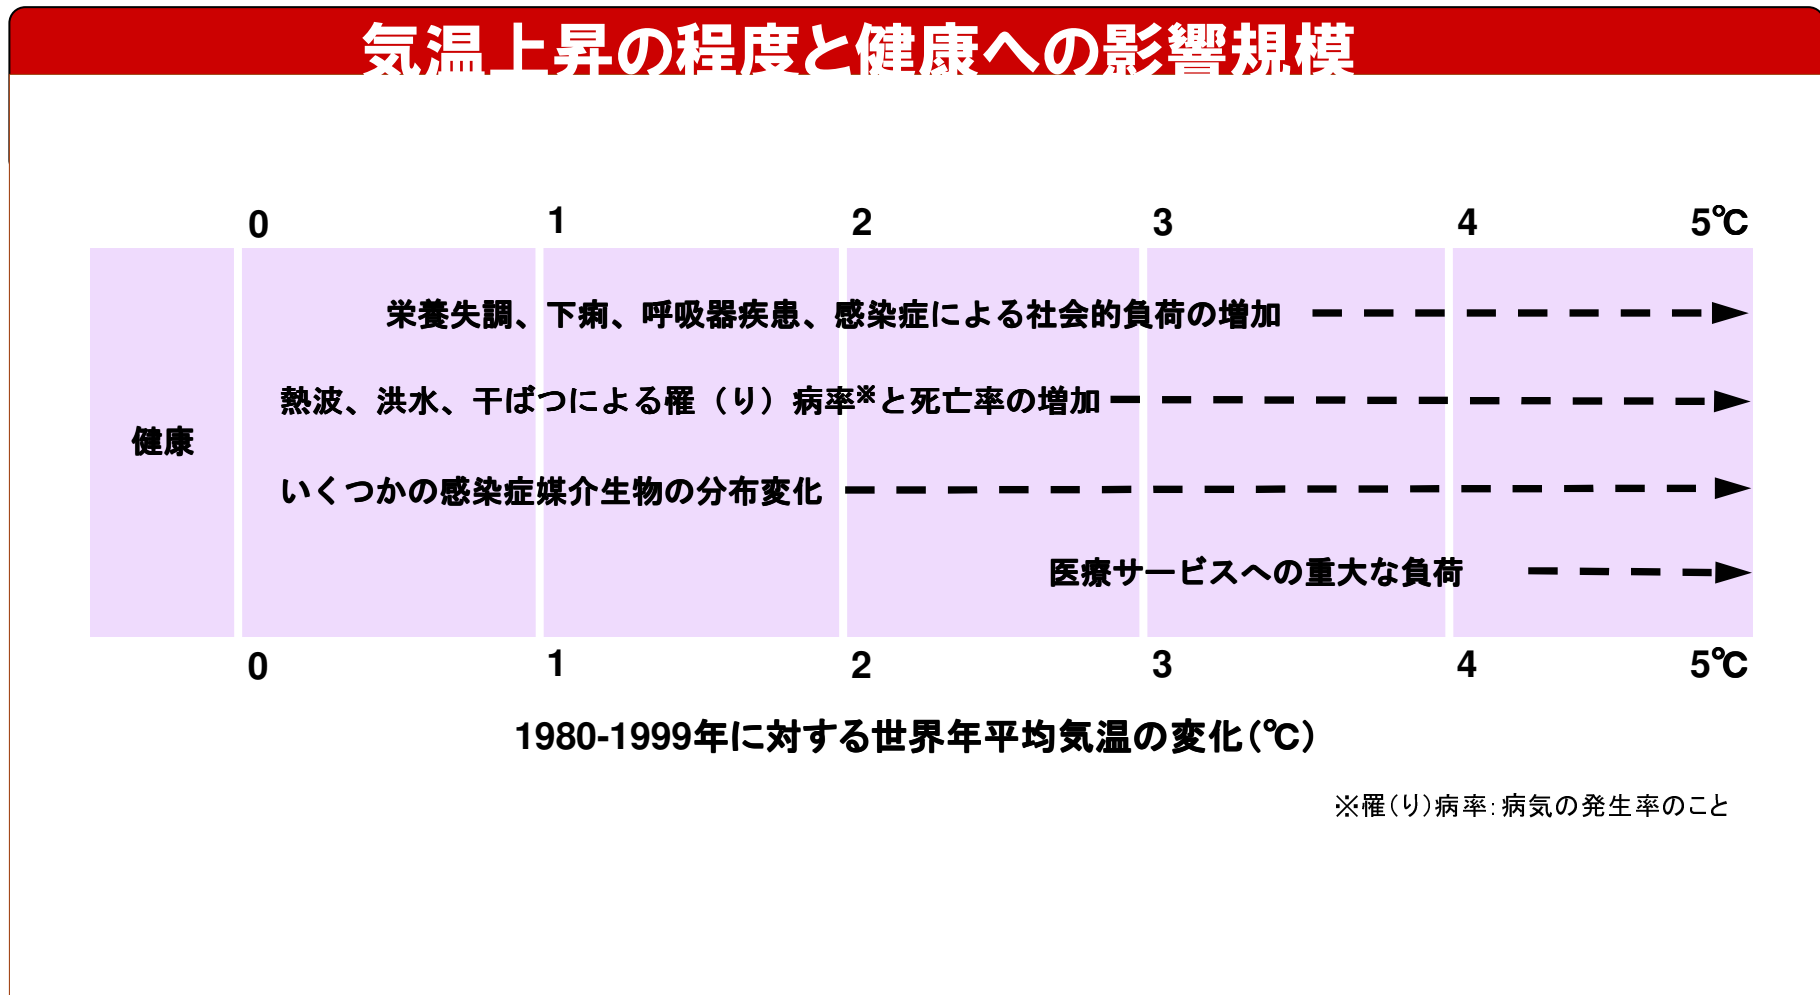 気温上昇の程度と健康への影響規模
0 1 2 3 4 5℃
栄養失調、下痢、呼吸器疾患、感染症による社会的負荷の増加
熱波、洪水、干ばつによる罹（り）病率※と死亡率の増加
健康
いくつかの感染症媒介生物の分布変化
医療サービスへの重大な負荷
0 1 2 3 4 5℃
1980-1999年に対する世界年平均気温の変化(℃)
※罹(り)病率:病気の発生率のこと